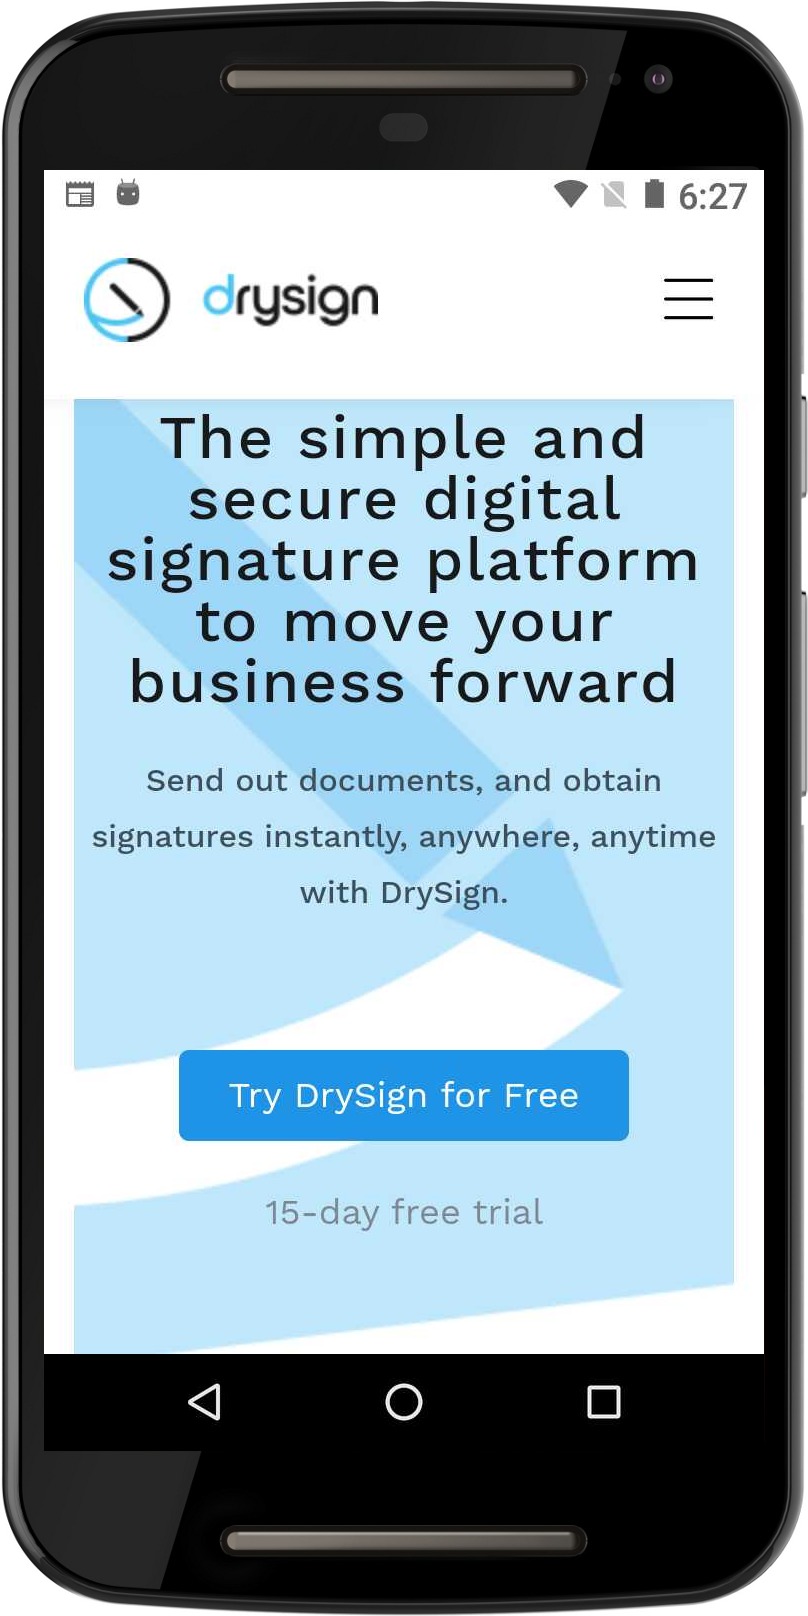 6:27
drysign
The simple and
secure digital
signature platform
to move your
business forward
Send out documents, and obtain
signatures instantly, anywhere, anytime
with DrySign.
Try DrySign for Free
15-day free trial